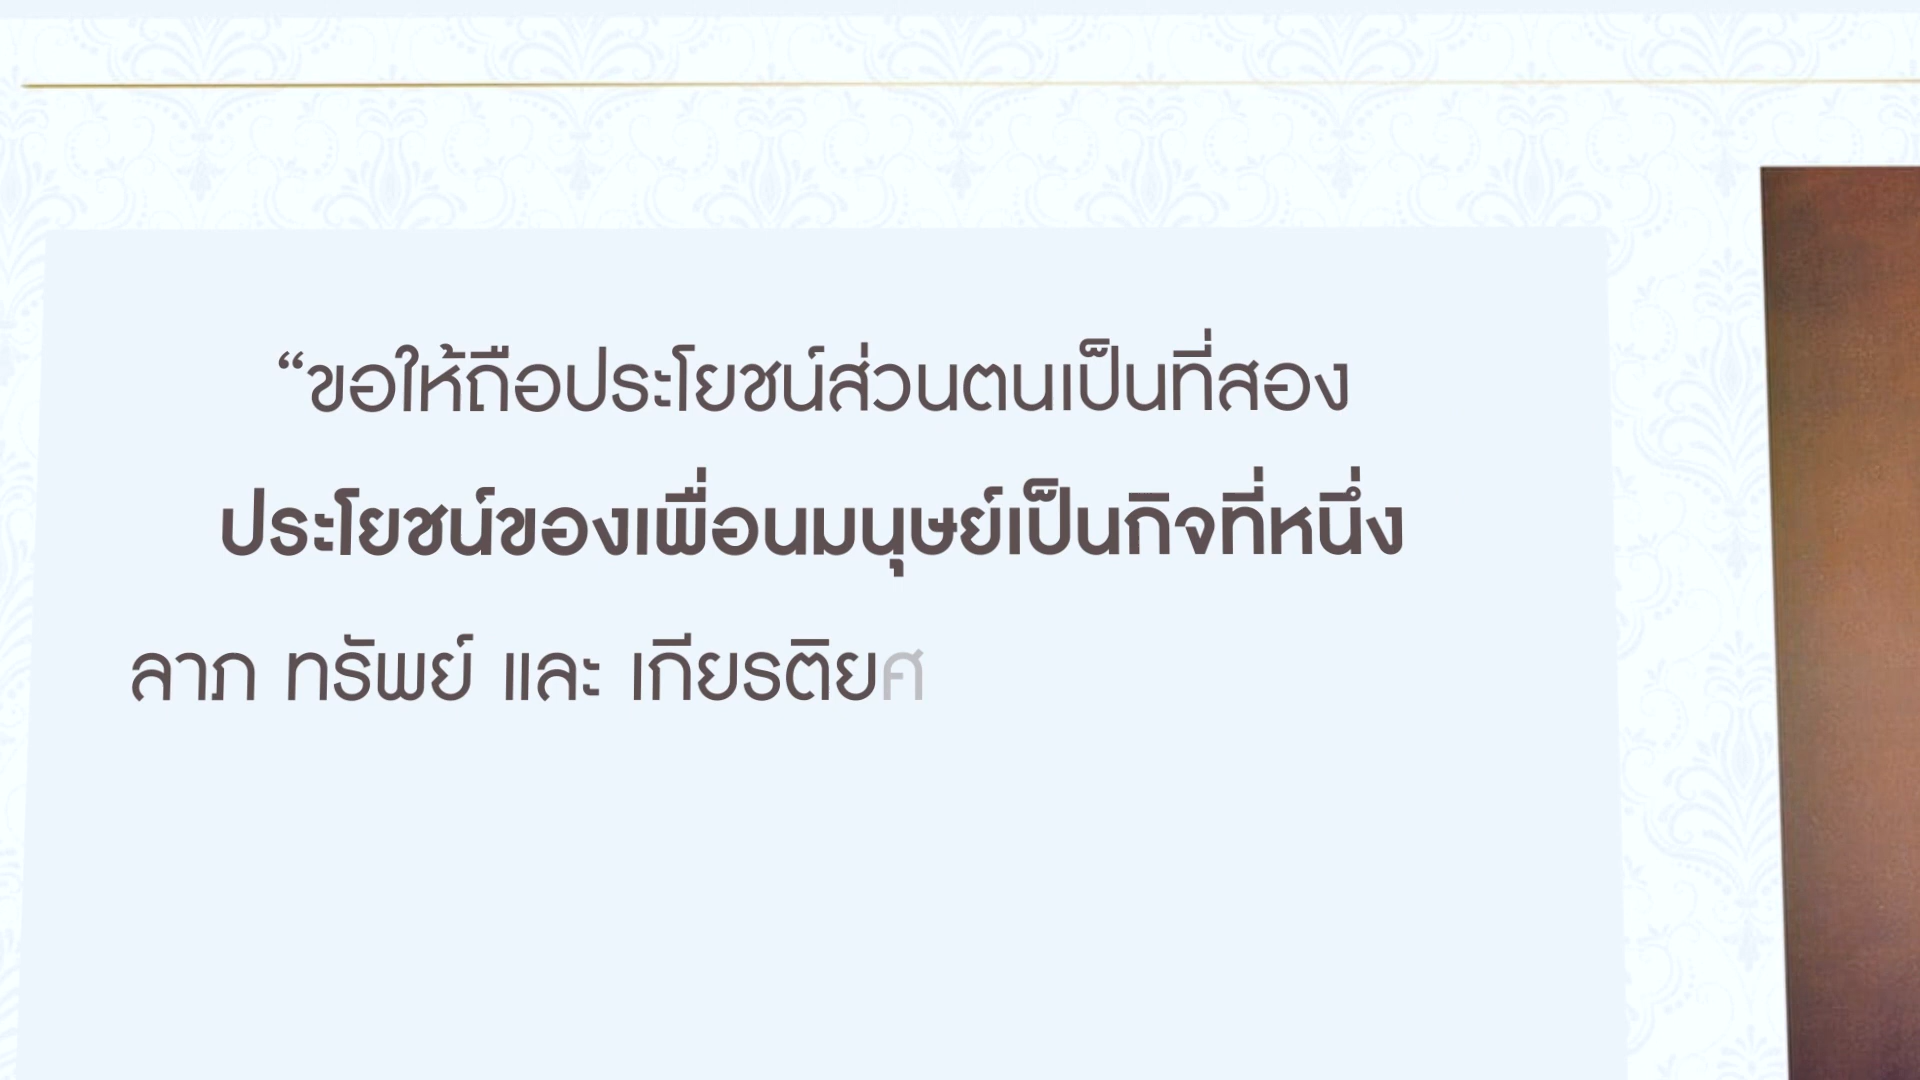 “ขอให้ถือประโยชน์ส่วนตนเป็นที่สอง
ประโยชน์ของเพื่อนมนุษย์เป็นกิจที่หนึ่ง
ลาภ ทรัพย์ และ เกียรติยศ